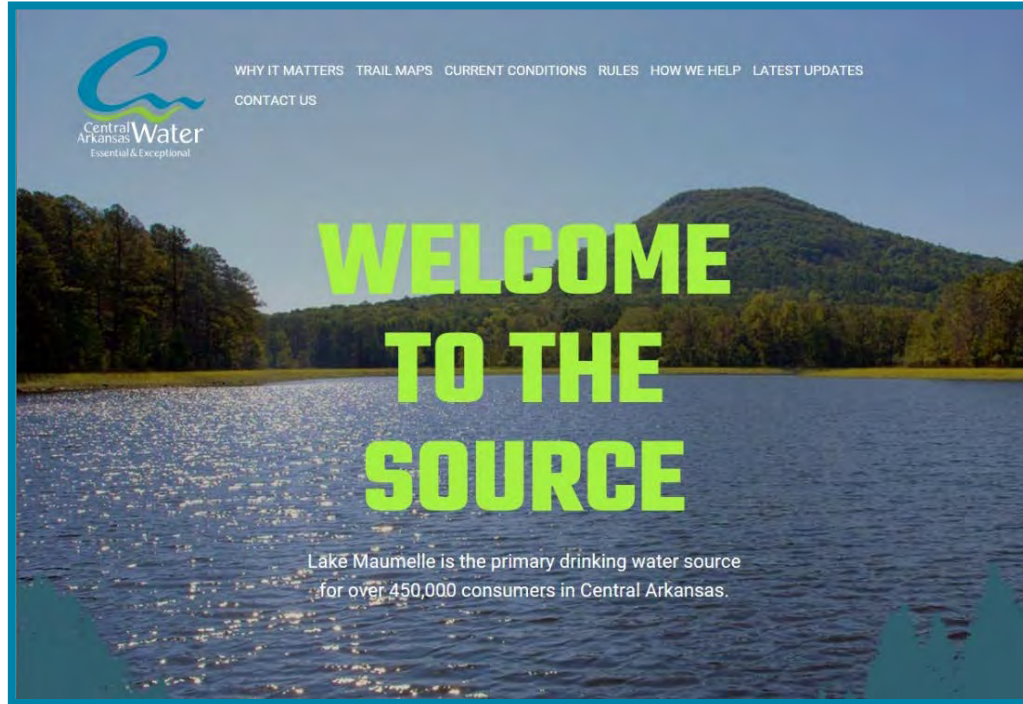 WHY IT MATTERS TRAIL MAPS CURRENT CONDITIONS RULES HOW WE HELP LATEST UPDATES
CONTACT US
Central
Arkansas Water
Essential & Exceptional
WELCOME
TO THE
SOURCE
Lake Maumelle is the primary drinking water source
for over 450,000 consumers in Central Arkansas.